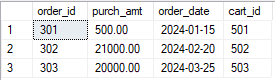 order_id purch_amt order_date cart_id
1 301 500.00 2024-01-15 501
2 302 21000.00 2024-02-20 502
3 303 20000.00 2024-03-25 503